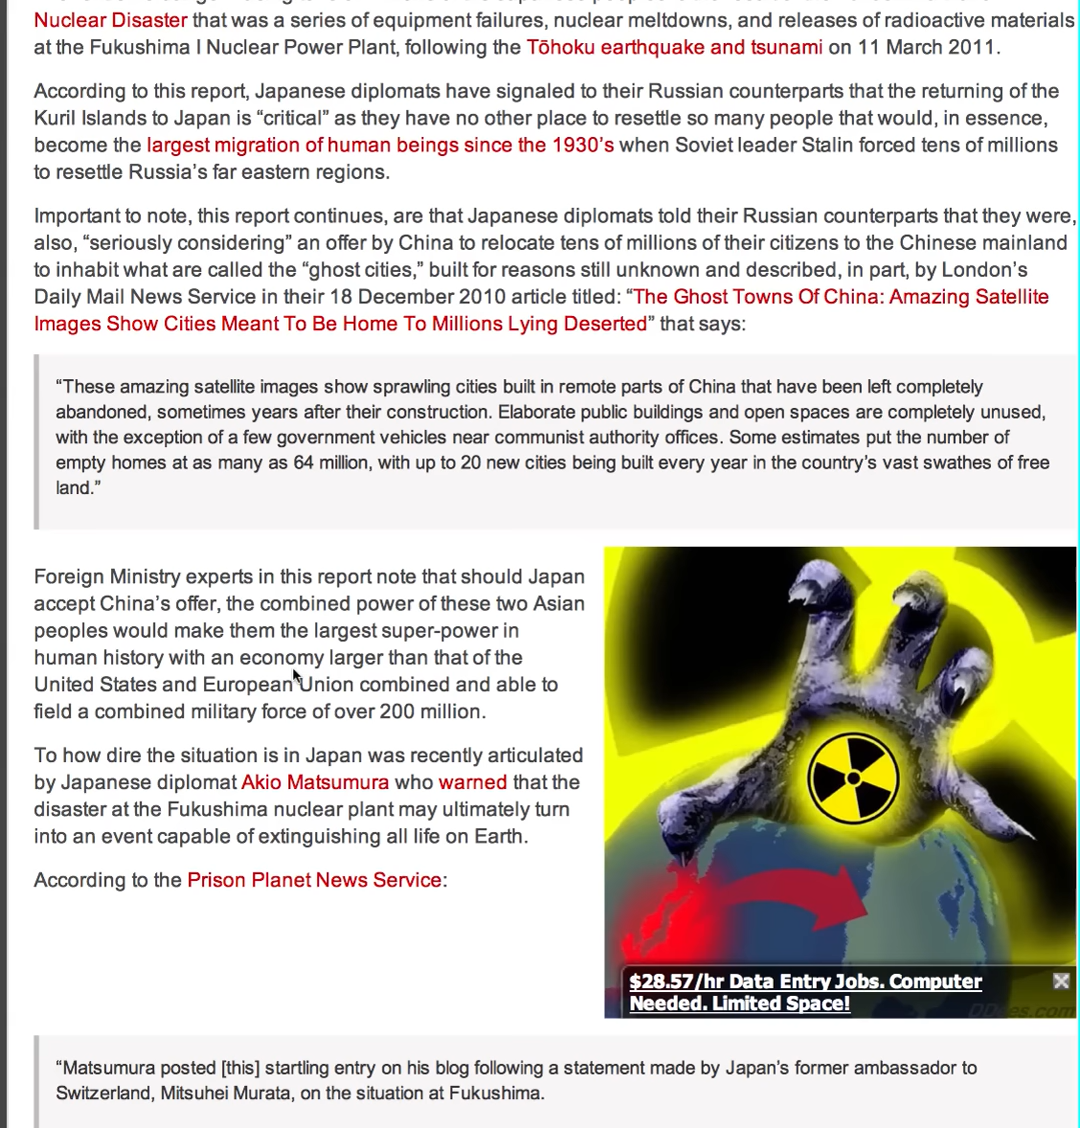 Nuclear Disaster that was a series of equipment failures, nuclear meltdowns, and releases of radioactive materials
at the Fukushima I Nuclear Power Plant, following the Tōhoku earthquake and tsunami on 11 March 2011.
According to this report, Japanese diplomats have signaled to their Russian counterparts that the returning of the
Kuril Islands to Japan is “critical” as they have no other place to resettle so many people that would, in essence,
become the largest migration of human beings since the 1930’s when Soviet leader Stalin forced tens of millions
to resettle Russia’s far eastern regions.
Important to note, this report continues, are that Japanese diplomats told their Russian counterparts that they were,
also, “seriously considering” an offer by China to relocate tens of millions of their citizens to the Chinese mainland
to inhabit what are called the “ghost cities,” built for reasons still unknown and described, in part, by London’s
Daily Mail News Service in their 18 December 2010 article titled: “The Ghost Towns Of China: Amazing Satellite
Images Show Cities Meant To Be Home To Millions Lying Deserted” that says:
“These amazing satellite images show sprawling cities built in remote parts of China that have been left completely
abandoned, sometimes years after their construction. Elaborate public buildings and open spaces are completely unused,
with the exception of a few government vehicles near communist authority offices. Some estimates put the number of
empty homes at as many as 64 million, with up to 20 new cities being built every year in the country’s vast swathes of free
land.”
Foreign Ministry experts in this report note that should Japan
accept China’s offer, the combined power of these two Asian
peoples would make them the largest super-power in
human history with an economy larger than that of the
United States and European Union combined and able to
field a combined military force of over 200 million.
To how dire the situation is in Japan was recently articulated
by Japanese diplomat Akio Matsumura who warned that the
disaster at the Fukushima nuclear plant may ultimately turn
into an event capable of extinguishing all life on Earth.
According to the Prison Planet News Service:
$28.57/hr Data Entry Jobs. Computer
Needed. Limited Space!
“Matsumura posted [this] startling entry on his blog following a statement made by Japan’s former ambassador to
Switzerland, Mitsuhei Murata, on the situation at Fukushima.